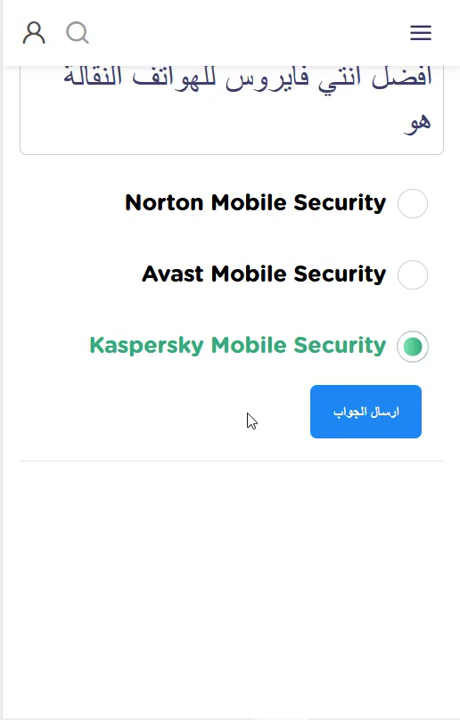 افضل انتي فايروس للهواتف النقالة
هو
Norton Mobile Security
Avast Mobile Security
Kaspersky Mobile Security
ارسال الجواب